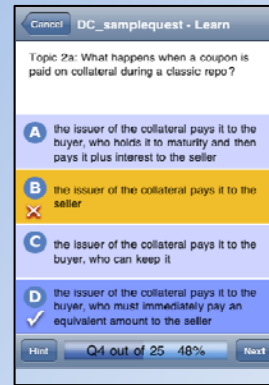 Cancel DC_samplequest - Learn
Topic 2a: What happens when a coupon is
paid on collateral during a classic repo?
A
the issuer of the collateral pays it to the
buyer, who holds it to maturity and then
pays it plus interest to the seller
B
the issuer of the collateral pays it to the
seller
C
the issuer of the collateral pays it to the
buyer, who can keep it
D
the issuer of the collateral pays it to the
buyer, who must immediately pay an
equivalent amount to the seller
Hint Q4 out of 25 48% Next